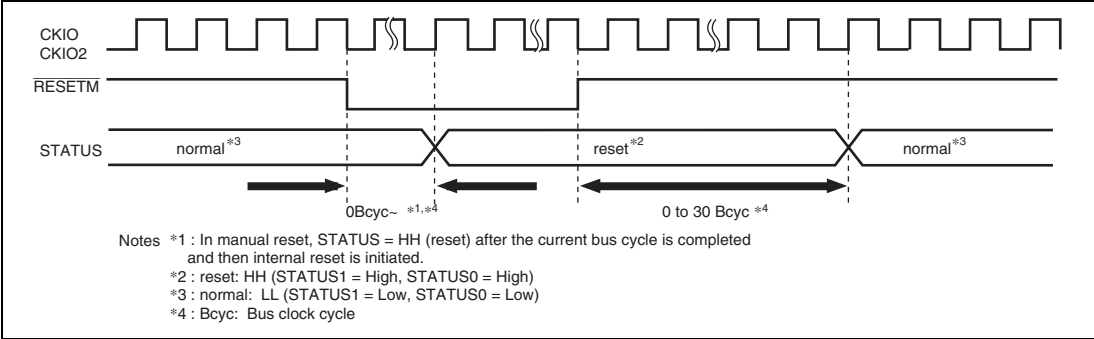 CKIO
CKIO2
RESETM
STATUS
normal*3
reset*2
normal*3
0Bcyc~ *1,*4
0 to 30 Bcyc *4
Notes *1 : In manual reset, STATUS = HH (reset) after the current bus cycle is completed
and then internal reset is initiated.
*2 : reset: HH (STATUS1 = High, STATUS0 = High)
*3 : normal: LL (STATUS1 = Low, STATUS0 = Low)
*4 : Bcyc: Bus clock cycle